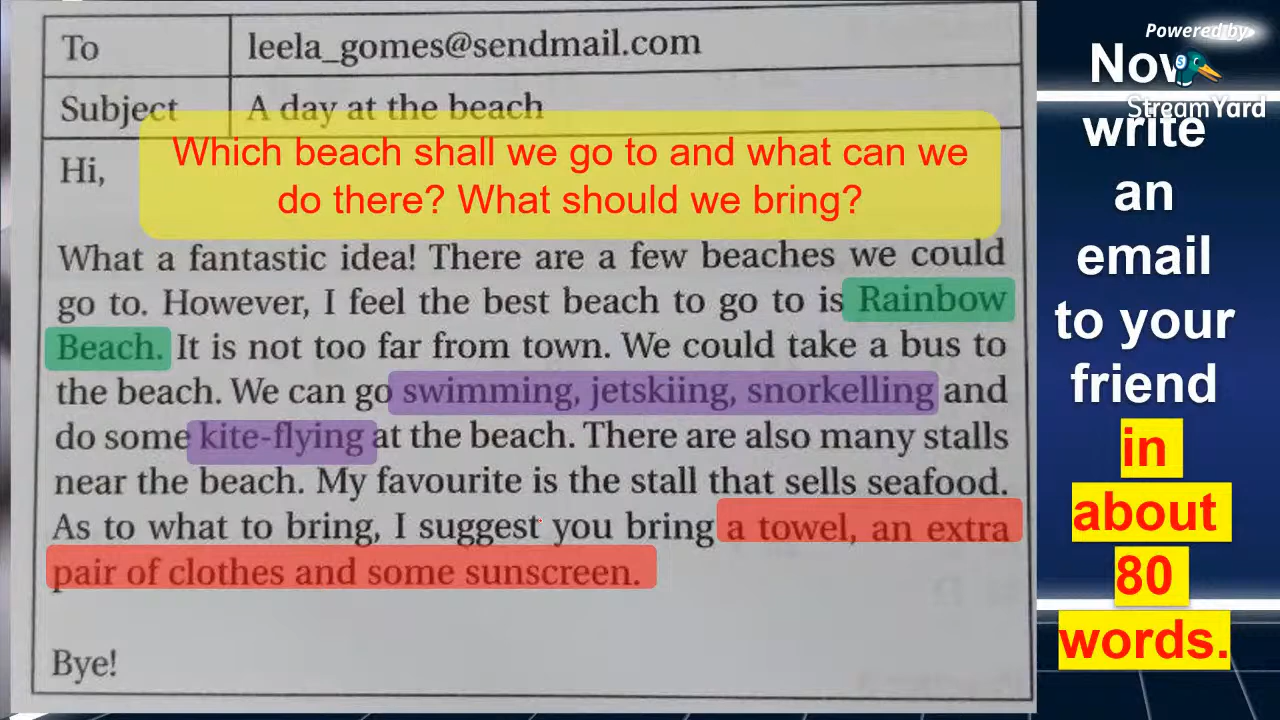 To leela_gomes@sendmail.com
Subject A day at the beach
Hi,
Which beach shall we go to and what can we
do there? What should we bring?
What a fantastic idea! There are a few beaches we could
go to. However, I feel the best beach to go to is Rainbow
Beach. It is not too far from town. We could take a bus to
the beach. We can go swimming, jetskiing, snorkelling and
do some kite-flying at the beach. There are also many stalls
near the beach. My favourite is the stall that sells seafood.
As to what to bring, I suggest you bring a towel, an extra
pair of clothes and some sunscreen.
Bye!
Powered by
StreamYard
Now
write
an
email
to your
friend
in
about
80
words.